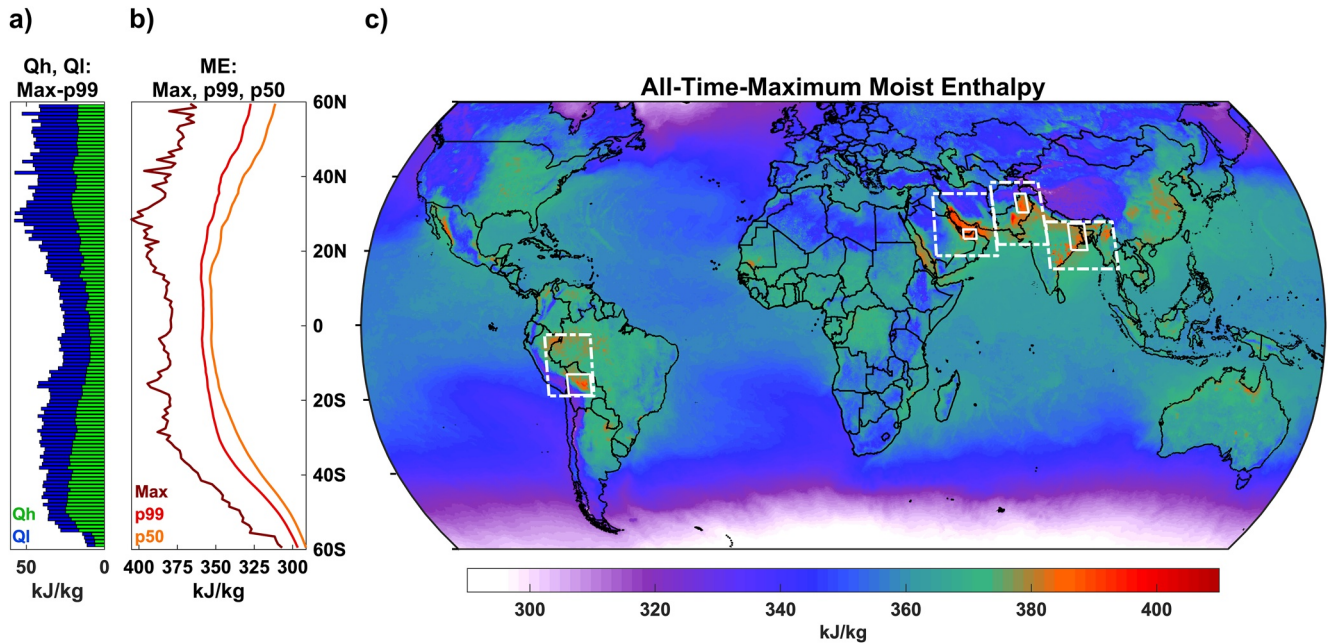 a)
Qh, Ql:
Max-p99
Qh
Ql
50 0
kJ/kg
b)
ME:
Max, p99, p50
60N
40N
20N
0
20S
40S
60S
Max
p99
p50
400 375 350 325 300
kJ/kg
c)
All-Time-Maximum Moist Enthalpy
300 320 340 360 380 400
kJ/kg